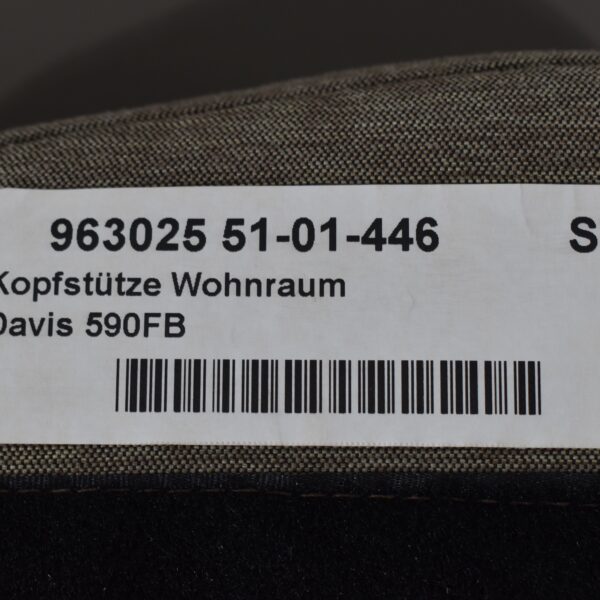 963025 51-01-446 S
Kopfstütze Wohnraum
Davis 590FB